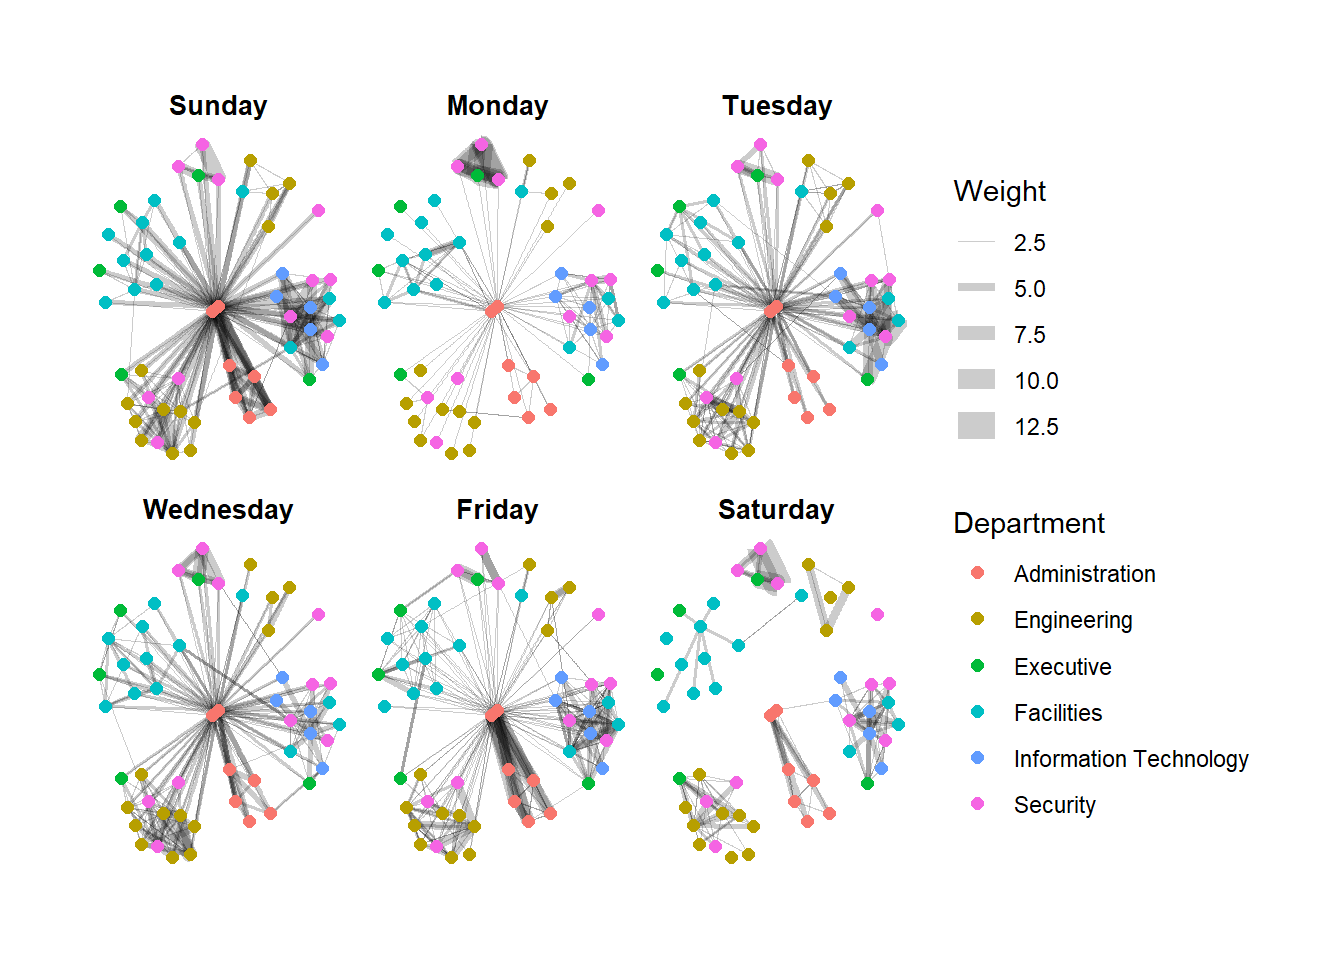 Sunday
Monday
Tuesday
Wednesday
Friday
Saturday
Weight
2.5
5.0
7.5
10.0
12.5
Department
Administration
Engineering
Executive
Facilities
Information Technology
Security